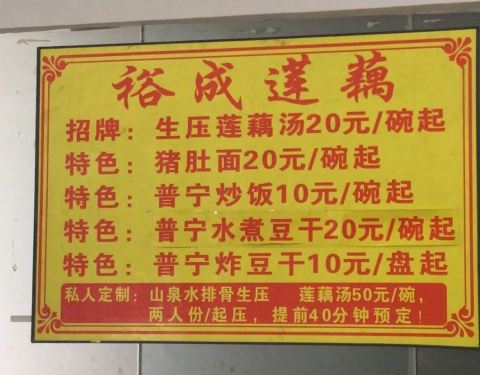 裕成莲藕
招牌：生压莲藕汤20元/碗起
特色：猪肚面20元/碗起
特色：普宁炒饭10元/碗起
特色：普宁水煮豆干20元/碗起
特色：普宁炸豆干10元/盘起
私人定制：山泉水排骨生压 莲藕汤50元/碗，
两人份/起压，提前40分钟预定！